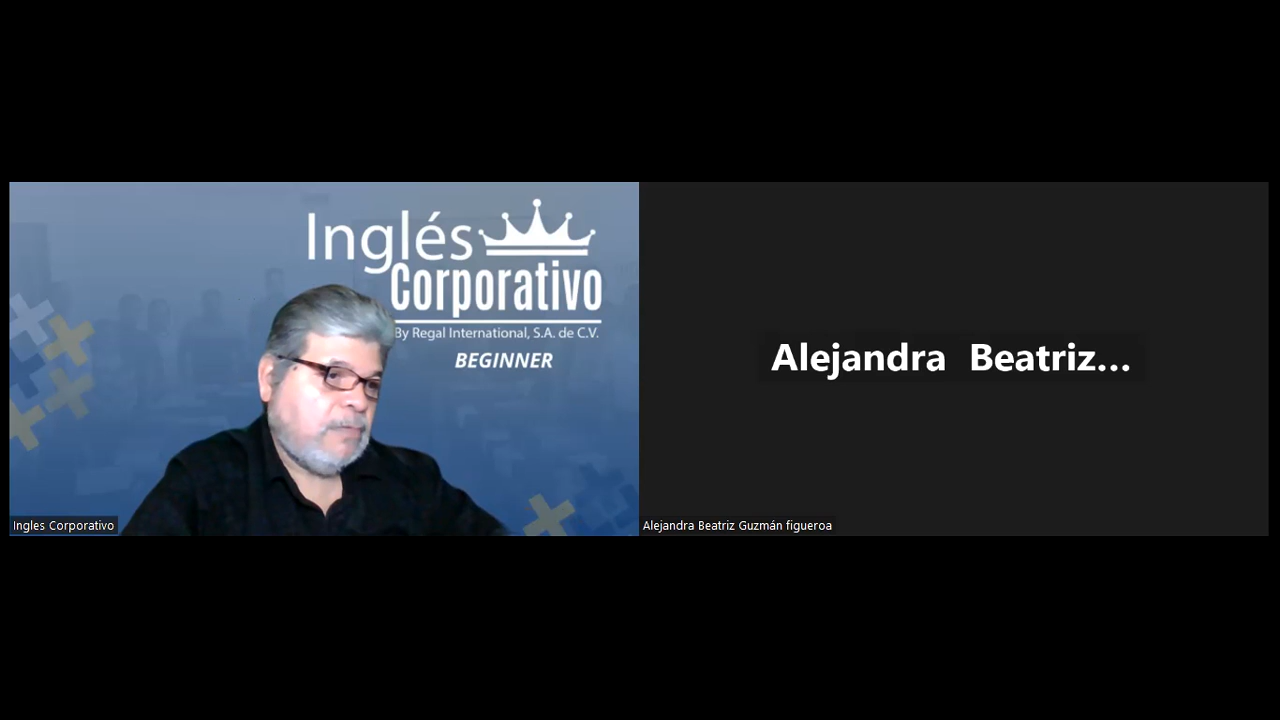 Inglés
Corporativo
By Regal International, S.A. de C.V.
BEGINNER
Ingles Corporativo
Alejandra Beatriz...
Alejandra Beatriz Guzmán figueroa